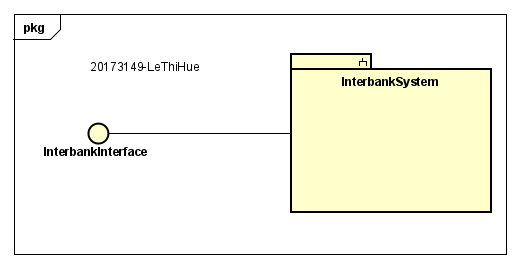 pkg
20173149-LeThiHue
InterbankSystem
InterbankInterface